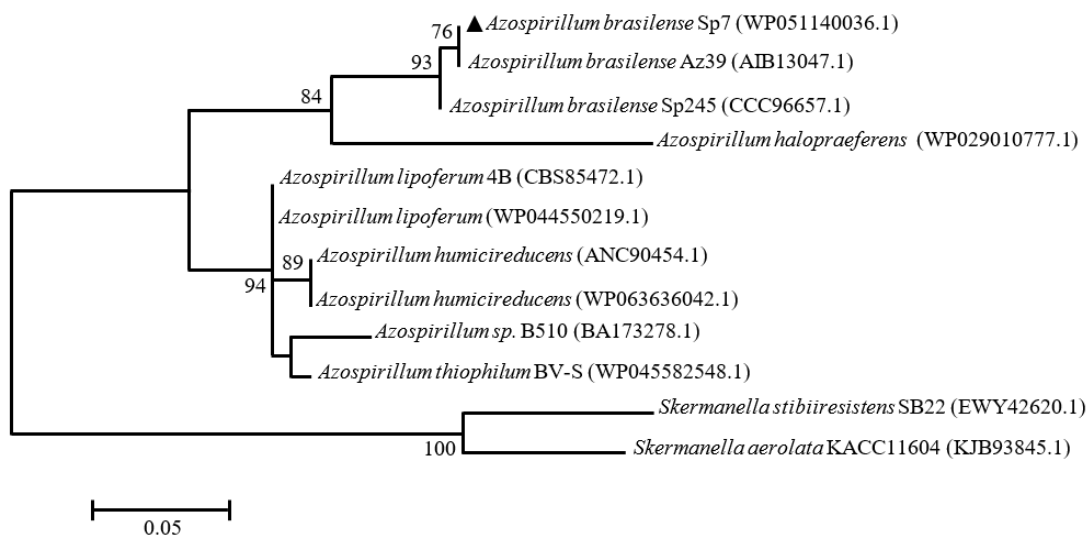 76 ▲Azospirillum brasilense Sp7 (WP051140036.1)
93 Azospirillum brasilense Az39 (AIB13047.1)
84 Azospirillum brasilense Sp245 (CCC96657.1)
Azospirillum halopraeferens (WP029010777.1)
Azospirillum lipoferum 4B (CBS85472.1)
Azospirillum lipoferum (WP044550219.1)
89 Azospirillum humicireducens (ANC90454.1)
94 Azospirillum humicireducens (WP063636042.1)
Azospirillum sp. B510 (BA173278.1)
Azospirillum thiophilum BV-S (WP045582548.1)
Skermanella stibiiresistens SB22 (EWY42620.1)
100 Skermanella aerolata KACC11604 (KJB93845.1)
0.05